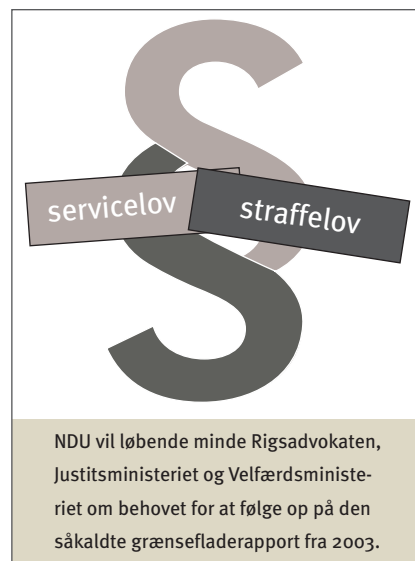 servicelov
straffelov
NDU vil løbende minde Rigsadvokaten,
Justitsministeriet og Velfærdsministe-
riet om behovet for at følge op på den
såkaldte grænsefladerapport fra 2003.